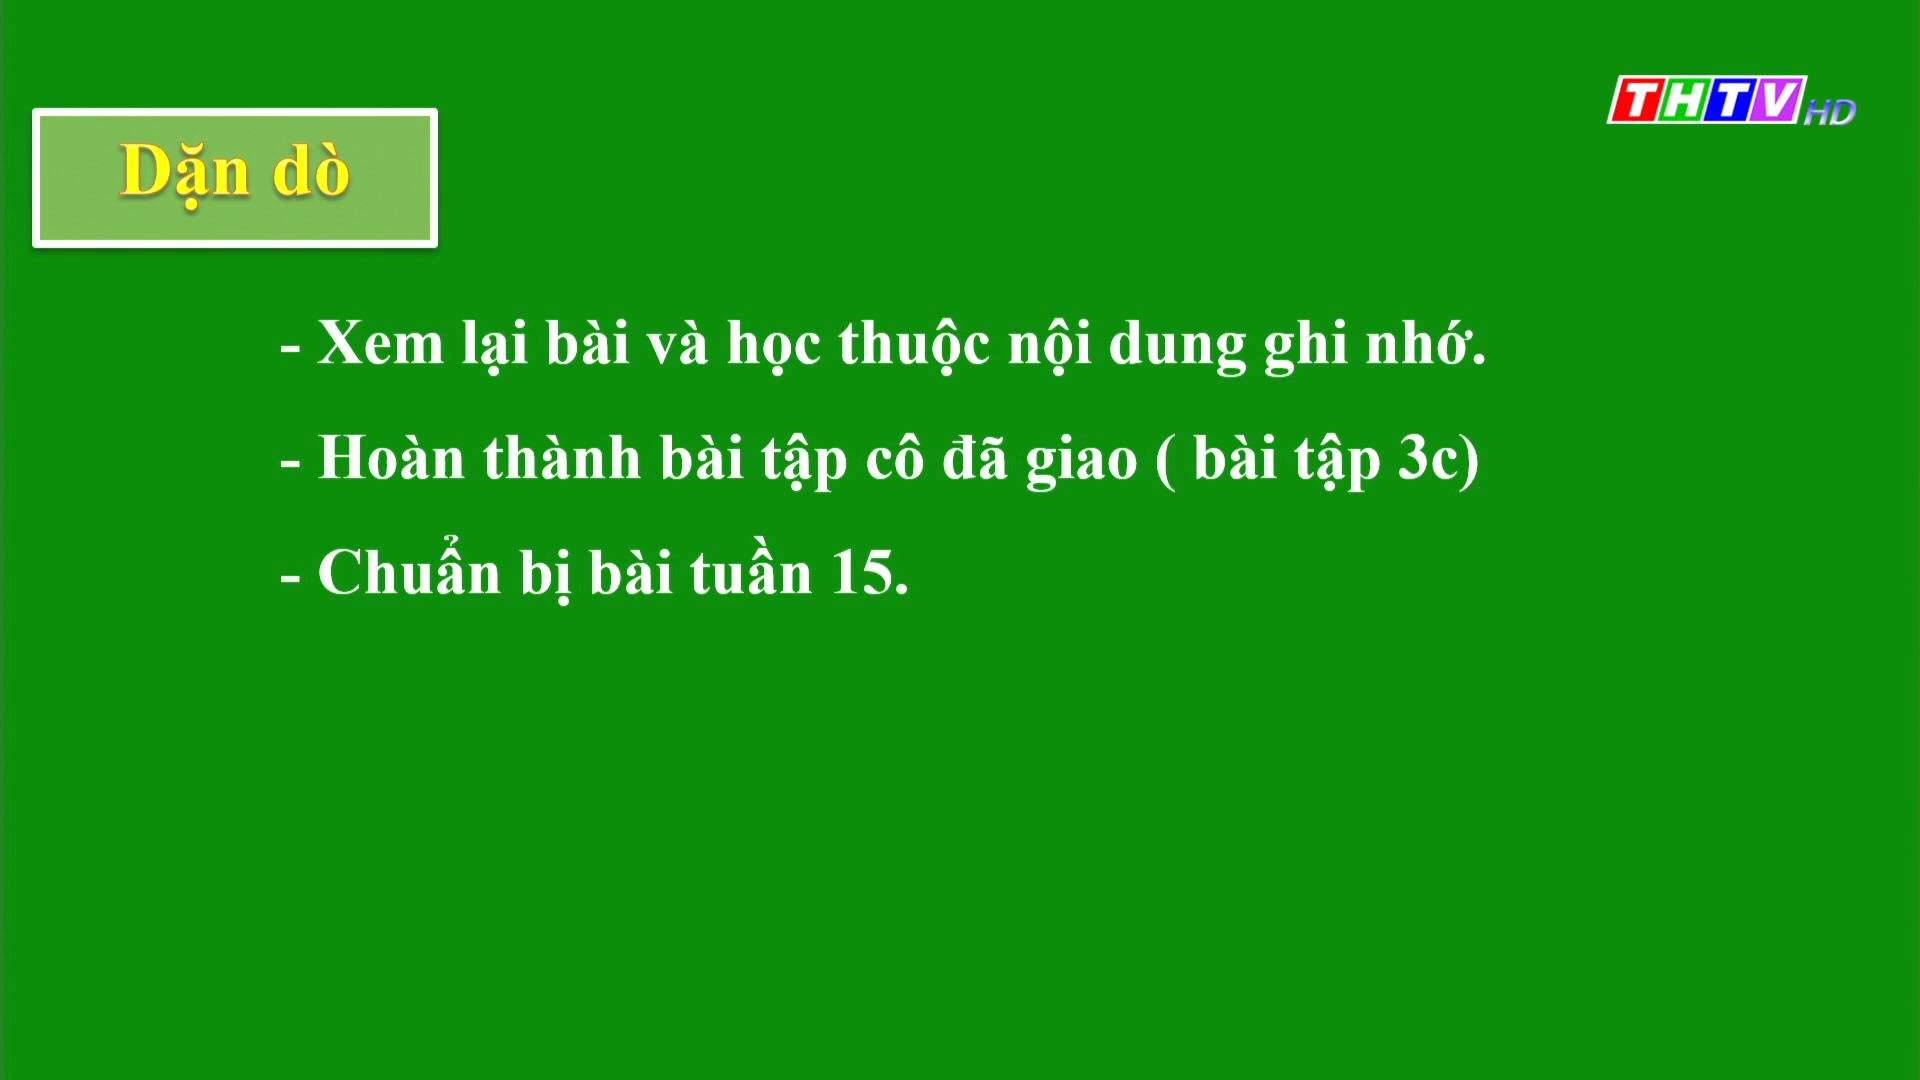 THTV HD
Dặn dò
- Xem lại bài và học thuộc nội dung ghi nhớ.
- Hoàn thành bài tập cô đã giao ( bài tập 3c)
- Chuẩn bị bài tuần 15.